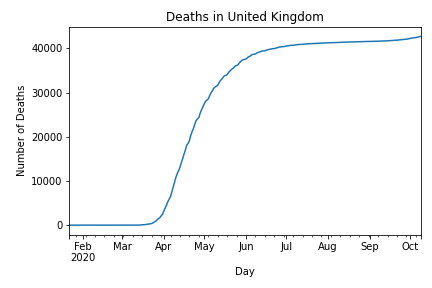 Deaths in United Kingdom
40000
30000
20000
10000
0
Number of Deaths
Feb Mar Apr May Jun Jul Aug Sep Oct
2020
Day